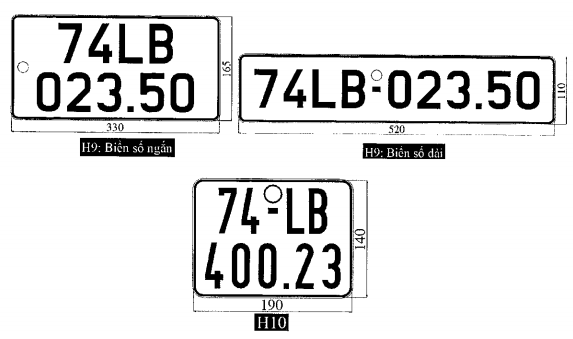 74LB
023.50
165
330
H9: Biển số ngắn
74LB-023.50
110
520
H9: Biển số dài
74-LB
400.23
140
190
H10